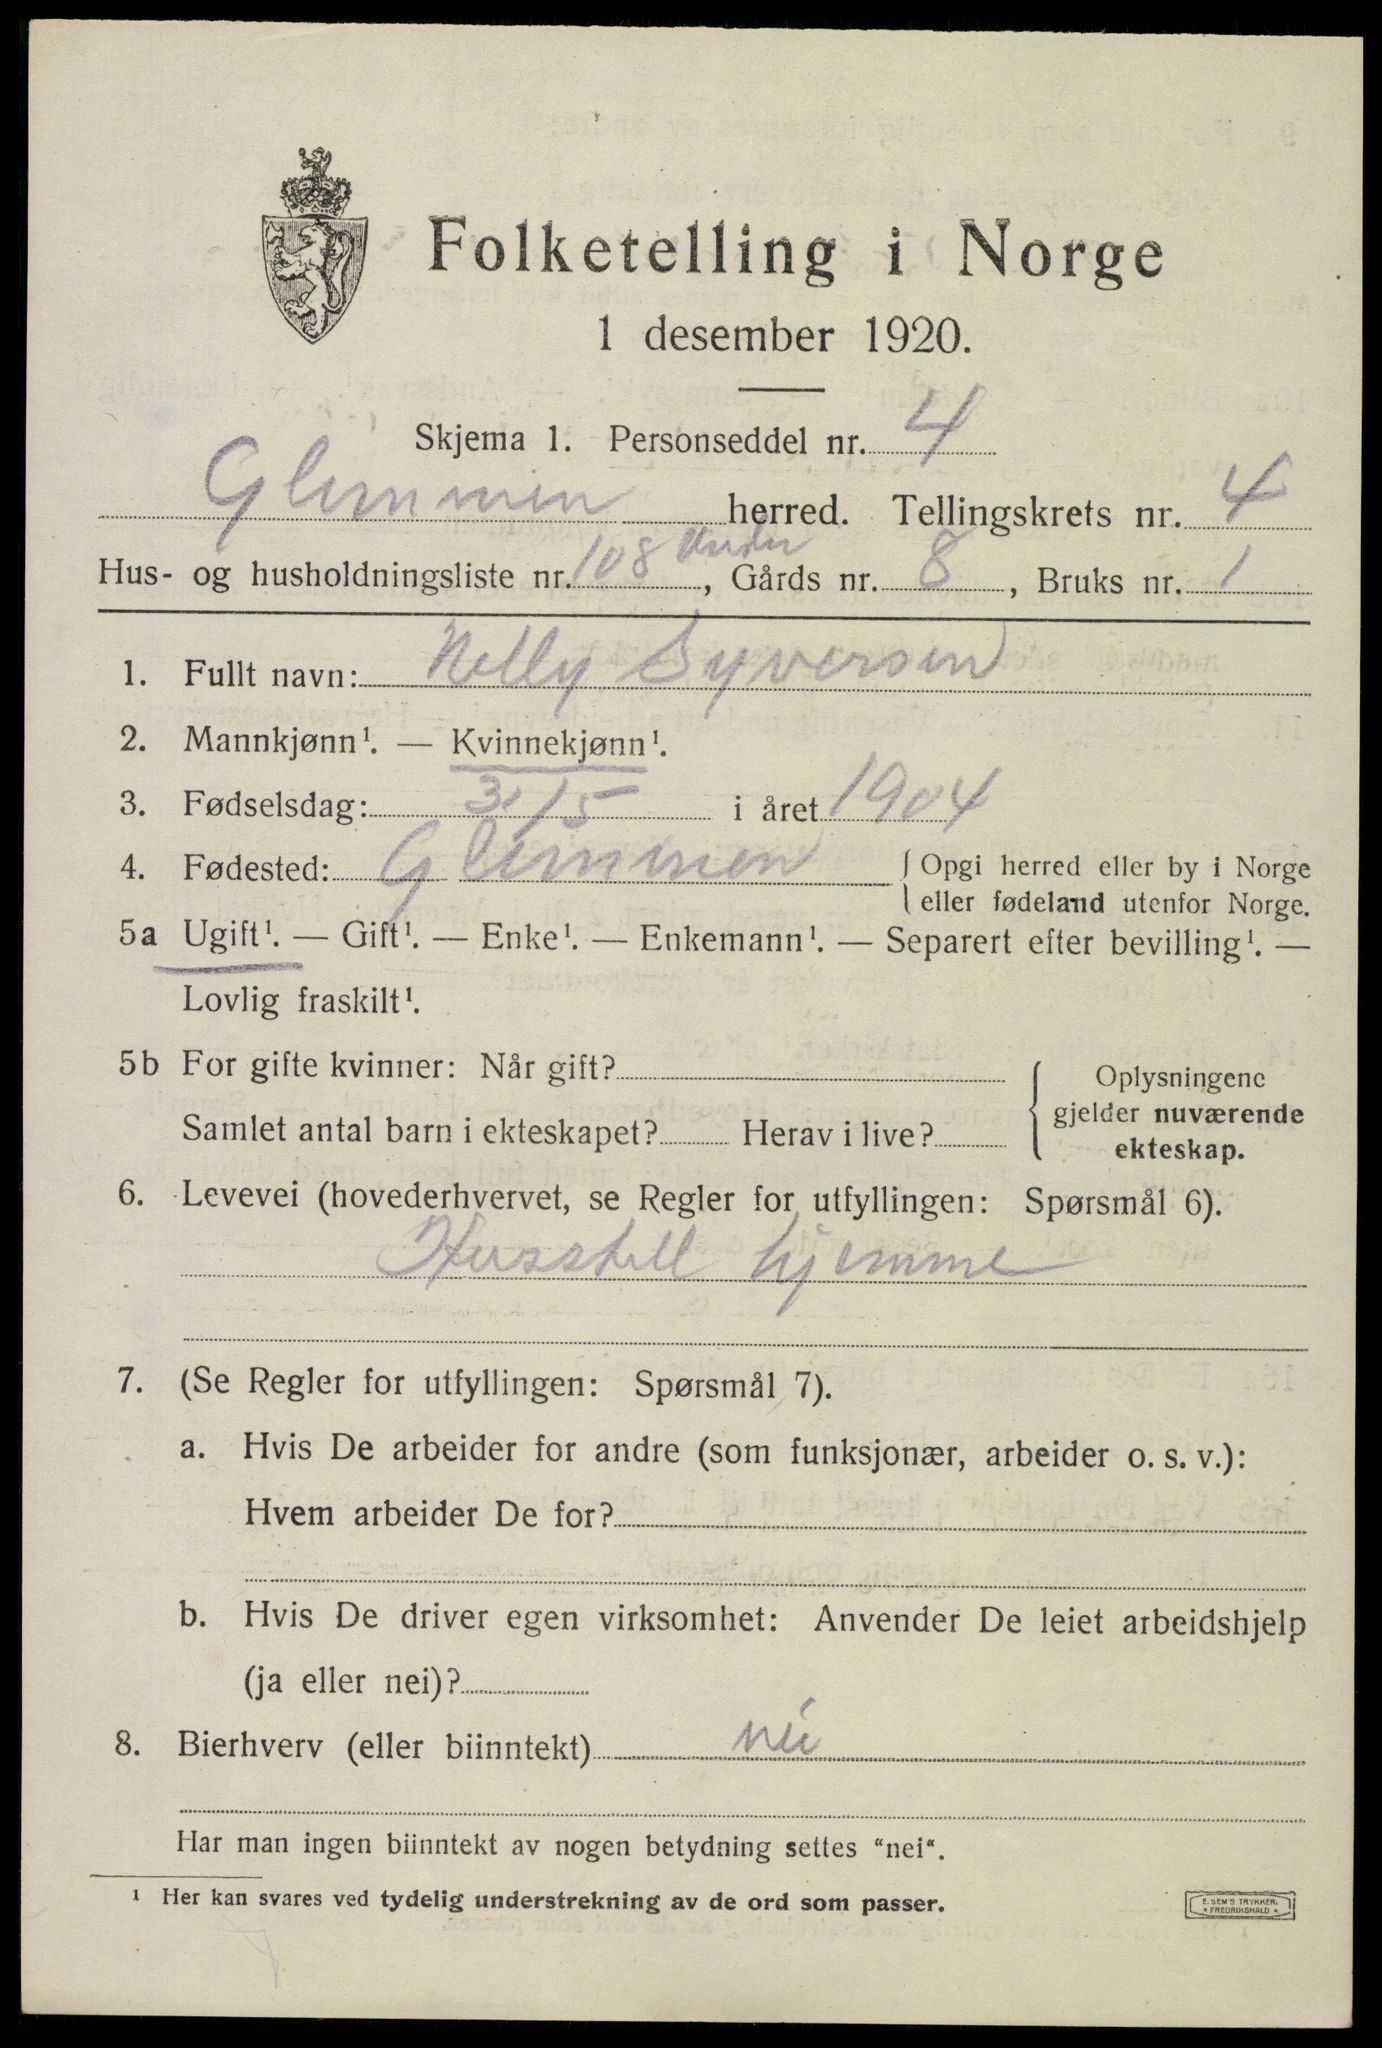 Folketelling i Norge
1 desember 1920.
Skjema 1. Personseddel nr. 4
Glemmen herred. Tellingskrets nr. 4
Hus- og husholdningsliste nr. 108 Under, Gårds nr. 8, Bruks nr. 1
1. Fullt navn: Nelly Syversen
2. Mannkjønn¹. — Kvinnekjønn¹.
3. Fødselsdag: 3/5 i året 1904
4. Fødested: Glemmen { Opgi herred eller by i Norge
eller fødeland utenfor Norge.
5a Ugift¹. — Gift¹. — Enke¹. — Enkemann¹. — Separert efter bevilling¹. —
Lovlig fraskilt¹.
5b For gifte kvinner: Når gift?
Samlet antal barn i ekteskapet? Herav i live?
{ Oplysningene
gjelder nuværende
ekteskap.
6. Levevei (hovederhvervet, se Regler for utfyllingen: Spørsmål 6).
Husstell hjemme
7. (Se Regler for utfyllingen: Spørsmål 7).
a. Hvis De arbeider for andre (som funksjonær, arbeider o. s. v.):
Hvem arbeider De for?
b. Hvis De driver egen virksomhet: Anvender De leiet arbeidshjelp
(ja eller nei)?
8. Bierhverv (eller biinntekt) nei
Har man ingen biinntekt av nogen betydning settes "nei".
¹ Her kan svares ved tydelig understrekning av de ord som passer.
E. SEM'S TRYKKERI
* FREDRIKSHALD *